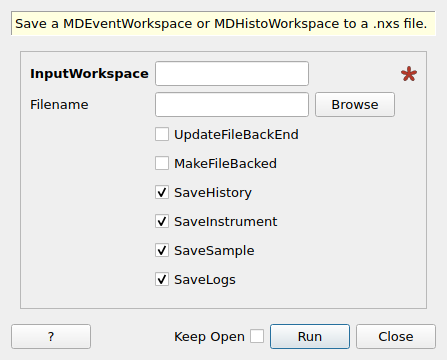 Save a MDEventWorkspace or MDHistoWorkspace to a .nxs file.
InputWorkspace
Filename Browse
UpdateFileBackEnd
MakeFileBacked
SaveHistory
SaveInstrument
SaveSample
SaveLogs
? Keep Open Run Close